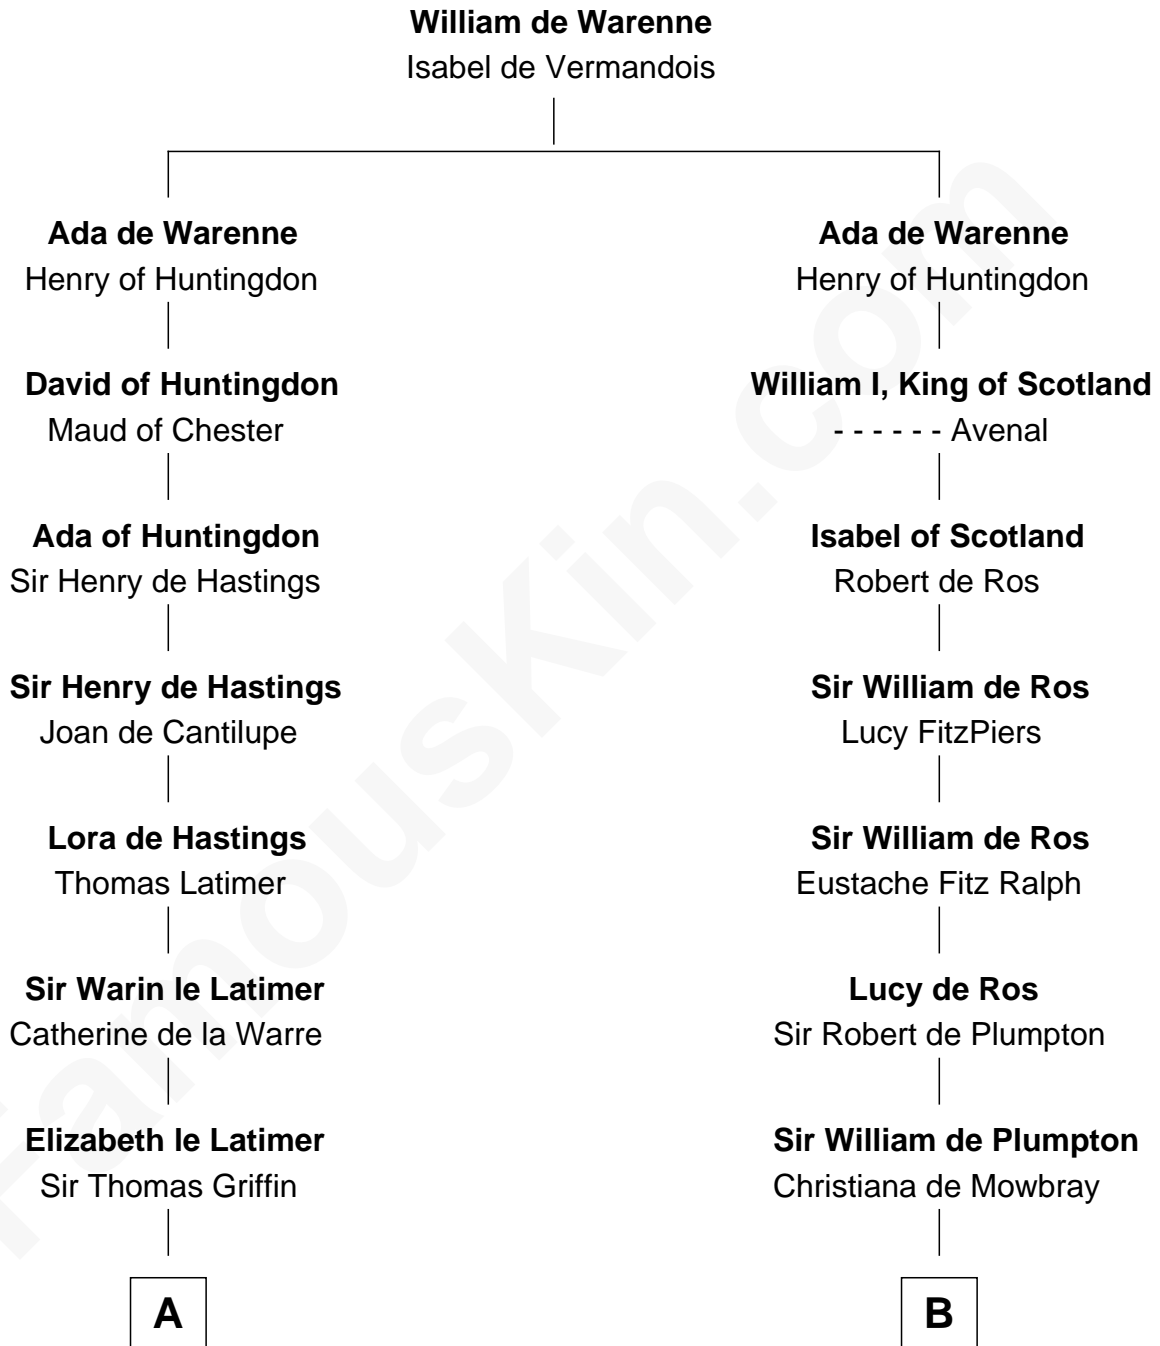 William de Warenne
Isabel de Vermandois
Ada de Warenne
Henry of Huntingdon
David of Huntingdon
Maud of Chester
Ada of Huntingdon
Sir Henry de Hastings
Sir Henry de Hastings
Joan de Cantilupe
Lora de Hastings
Thomas Latimer
Sir Warin le Latimer
Catherine de la Warre
Elizabeth le Latimer
Sir Thomas Griffin
A
Ada de Warenne
Henry of Huntingdon
William I, King of Scotland
- - - - - - Avenal
Isabel of Scotland
Robert de Ros
Sir William de Ros
Lucy FitzPiers
Sir William de Ros
Eustache Fitz Ralph
Lucy de Ros
Sir Robert de Plumpton
Sir William de Plumpton
Christiana de Mowbray
B
FamousKin.com